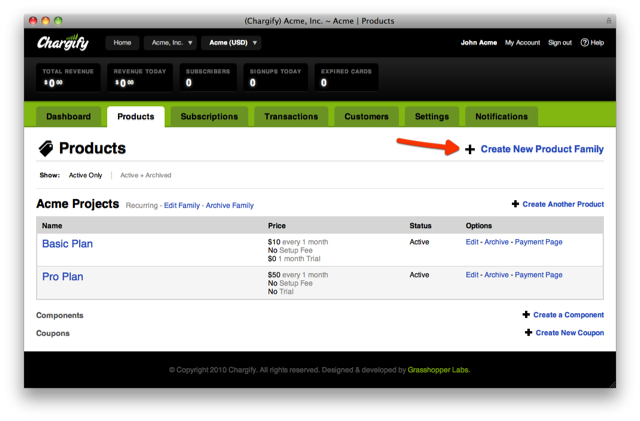 (Chargify) Acme, Inc. ~ Acme | Products
Chargify
Home
Acme, Inc. ▾
Acme (USD) ▾
John Acme My Account Sign out ? Help
TOTAL REVENUE
$0.00
REVENUE TODAY
$0.00
SUBSCRIBERS
0
SIGNUPS TODAY
0
EXPIRED CARDS
0
Dashboard Products Subscriptions Transactions Customers Settings Notifications
Products
+ Create New Product Family
Show: Active Only | Active + Archived
Acme Projects Recurring - Edit Family - Archive Family
+ Create Another Product
Name Price Status Options
Basic Plan
$10 every 1 month
No Setup Fee
$0 1 month Trial
Active
Edit - Archive - Payment Page
Pro Plan
$50 every 1 month
No Setup Fee
No Trial
Active
Edit - Archive - Payment Page
Components
+ Create a Component
Coupons
+ Create New Coupon
© Copyright 2010 Chargify. All rights reserved. Designed & developed by Grasshopper Labs.